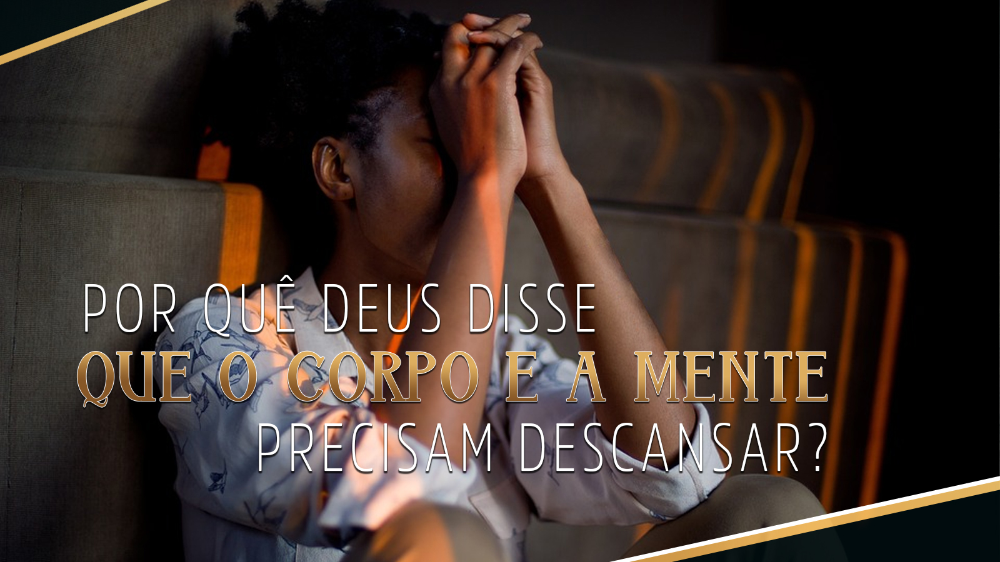 POR QUÊ DEUS DISSE
QUE O CORPO E A MENTE
PRECISAM DESCANSAR?